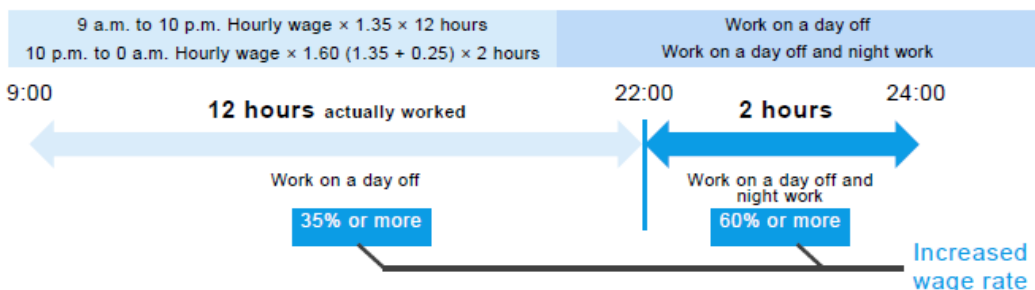 9 a.m. to 10 p.m. Hourly wage × 1.35 × 12 hours
Work on a day off
10 p.m. to 0 a.m. Hourly wage × 1.60 (1.35 + 0.25) × 2 hours
Work on a day off and night work
9:00
22:00
24:00
12 hours actually worked
2 hours
Work on a day off
Work on a day off and
night work
35% or more
60% or more
Increased
wage rate